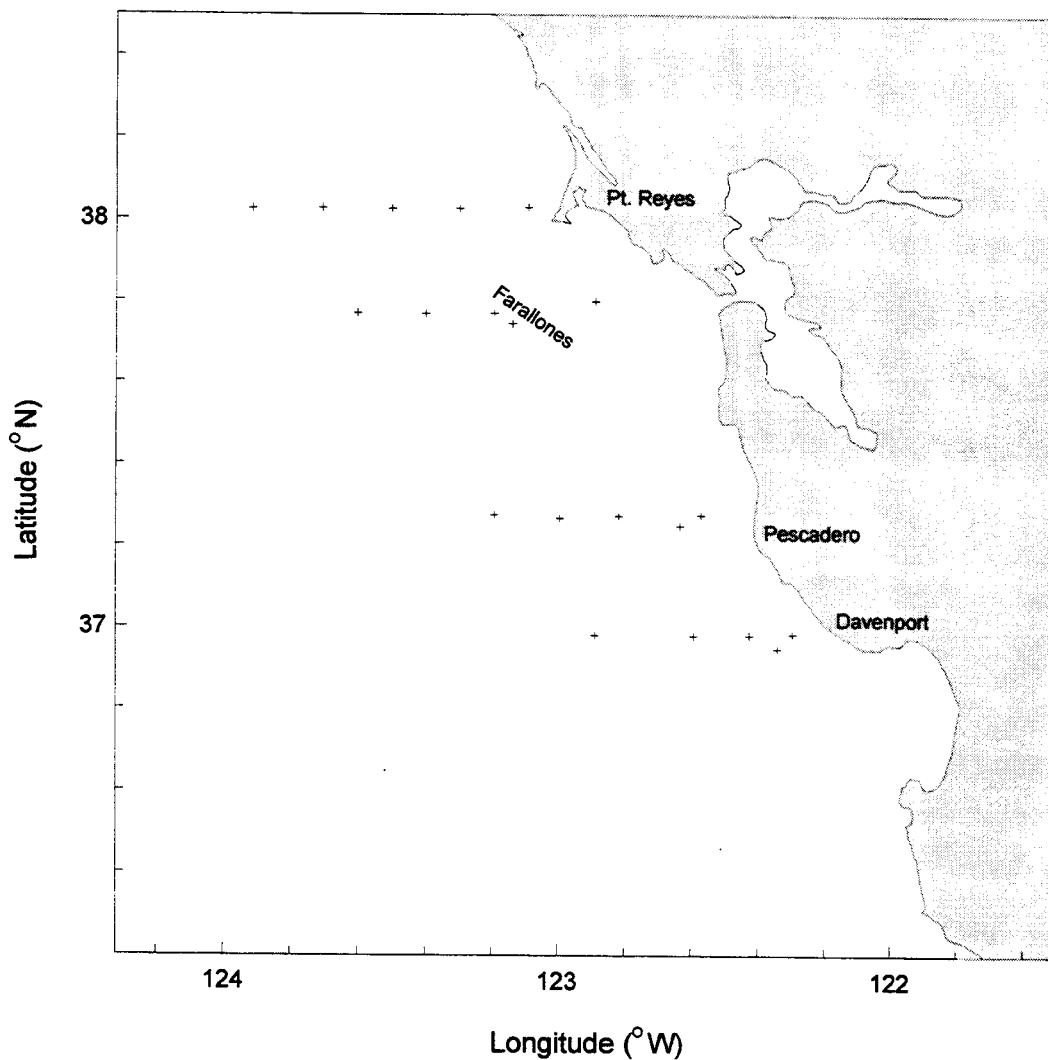 Pt. Reyes
38
Farallones
Latitude (°N)
Pescadero
37
Davenport
124
123
122
Longitude (°W)